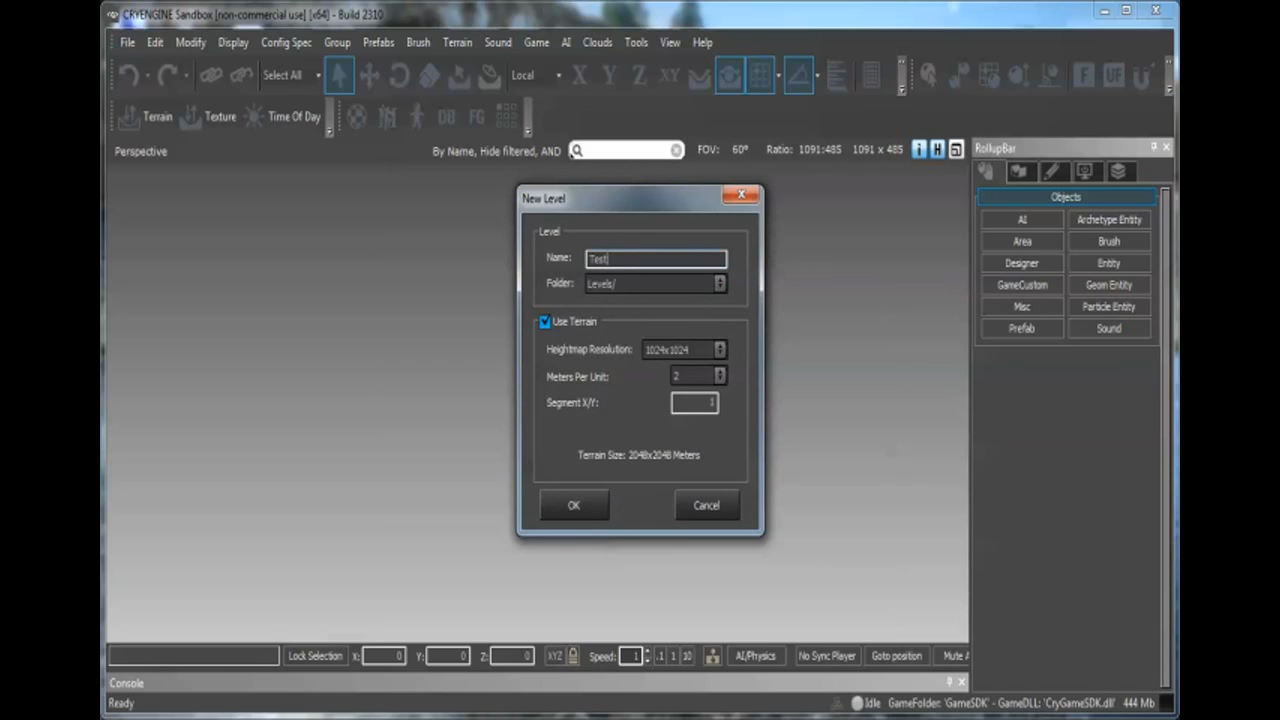 CRYENGINE Sandbox [non-commercial use] [x64] - Build 2310
File Edit Modify Display Config Spec Group Prefabs Brush Terrain Sound Game AI Clouds Tools View Help
Select All Local X Y Z XY F UF
Terrain Texture Time Of Day DB FG
Perspective By Name, Hide filtered, AND FOV: 60° Ratio: 1091:485 1091 x 485 i H
RollupBar
Objects
AI Archetype Entity
Area Brush
Designer Entity
GameCustom Geom Entity
Misc Particle Entity
Prefab Sound
New Level
Level
Name: Test
Folder: Levels/
Use Terrain
Heightmap Resolution: 1024x1024
Meters Per Unit: 2
Segment X/Y: 1
Terrain Size: 2048x2048 Meters
OK Cancel
Lock Selection X: 0 Y: 0 Z: 0 XYZ Speed: 1 .1 1 10 AI/Physics No Sync Player Goto position Mute A
Console
Ready Idle GameFolder: 'GameSDK' - GameDLL: 'CryGameSDK.dll' 444 Mb